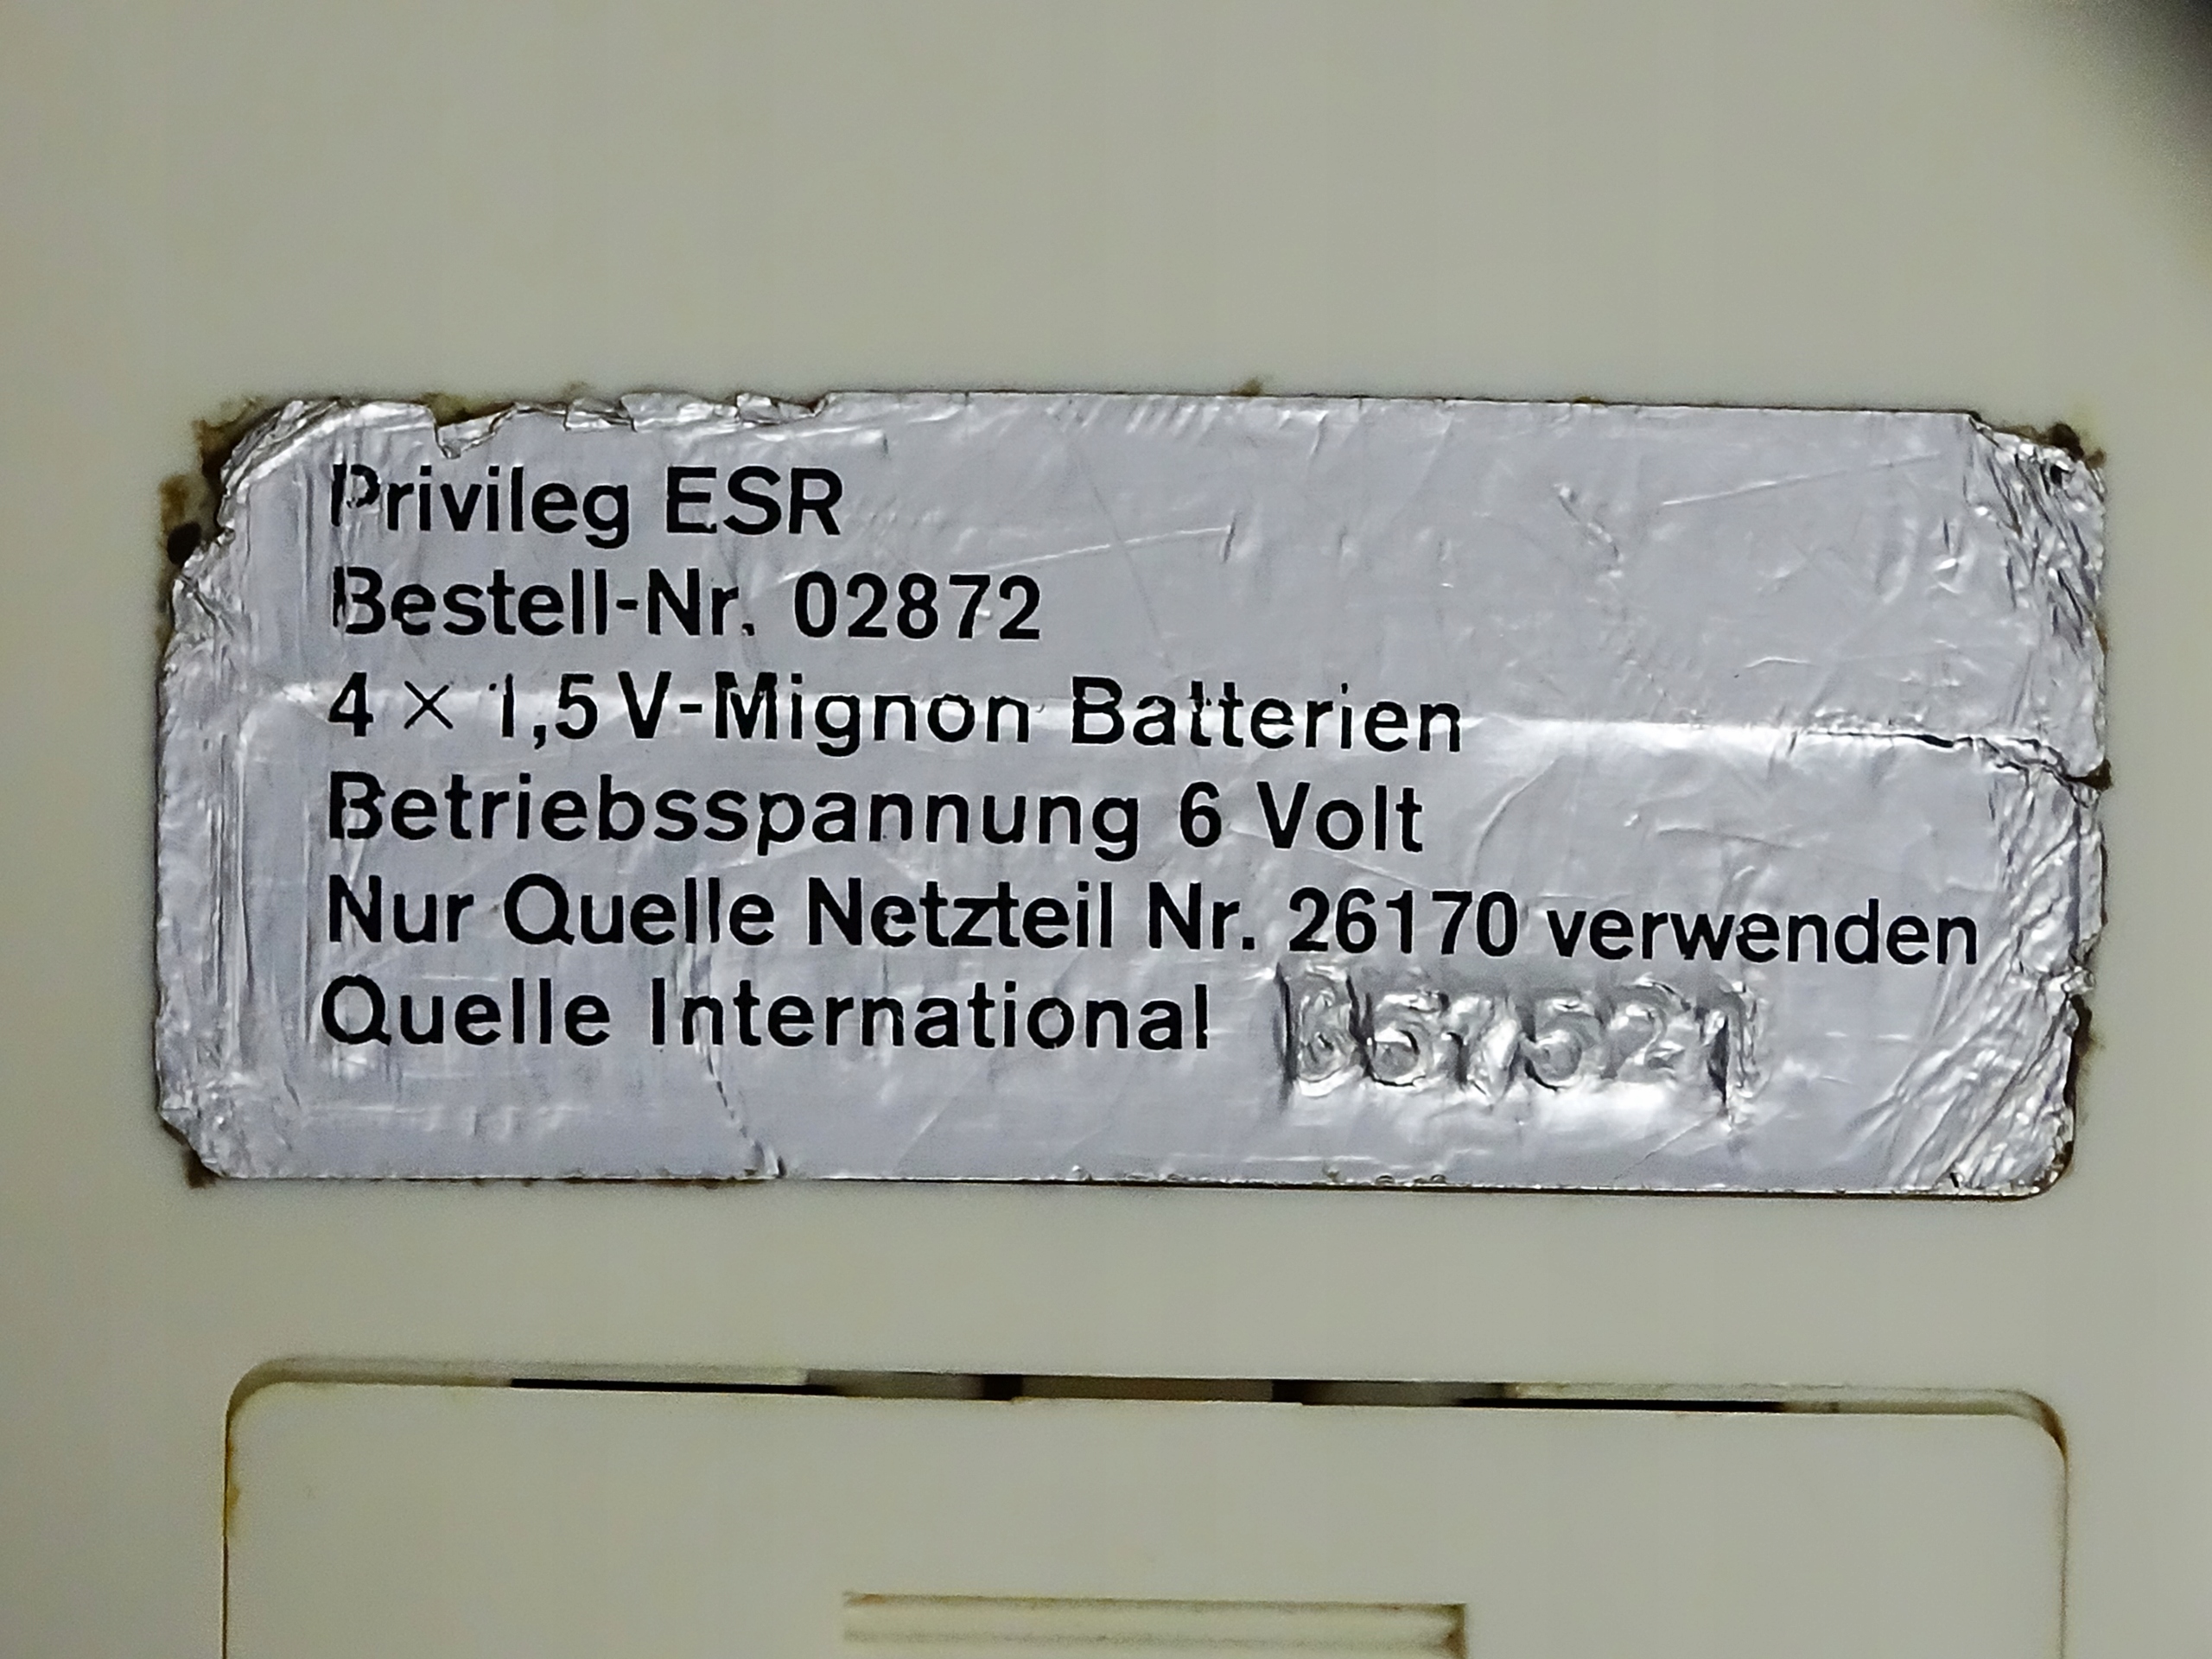 Privileg ESR
Bestell-Nr. 02872
4 × 1,5 V-Mignon Batterien
Betriebsspannung 6 Volt
Nur Quelle Netzteil Nr. 26170 verwenden
Quelle International